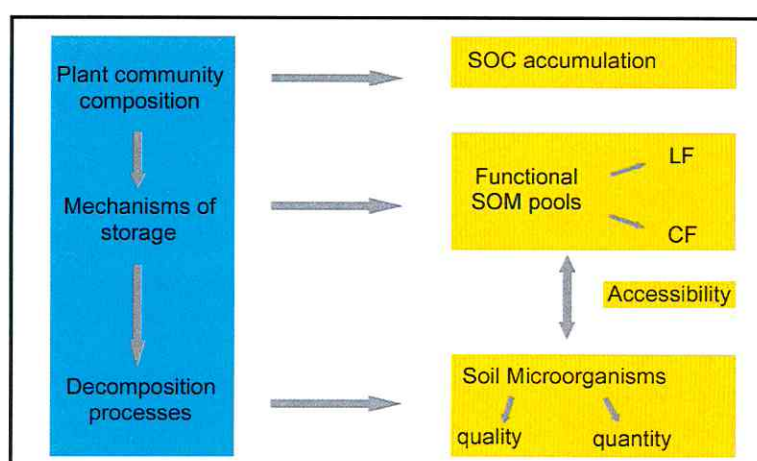 Plant community
composition
SOC accumulation
Mechanisms of
storage
Functional
SOM pools
LF
CF
Accessibility
Decomposition
processes
Soil Microorganisms
quality
quantity